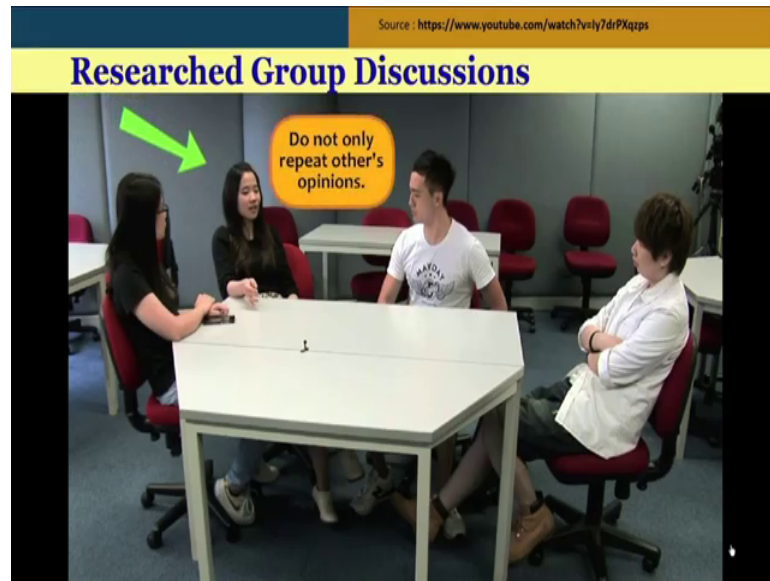 Source : https://www.youtube.com/watch?v=Iy7drPXqzps
Researched Group Discussions
Do not only
repeat other's
opinions.
MAYDAY